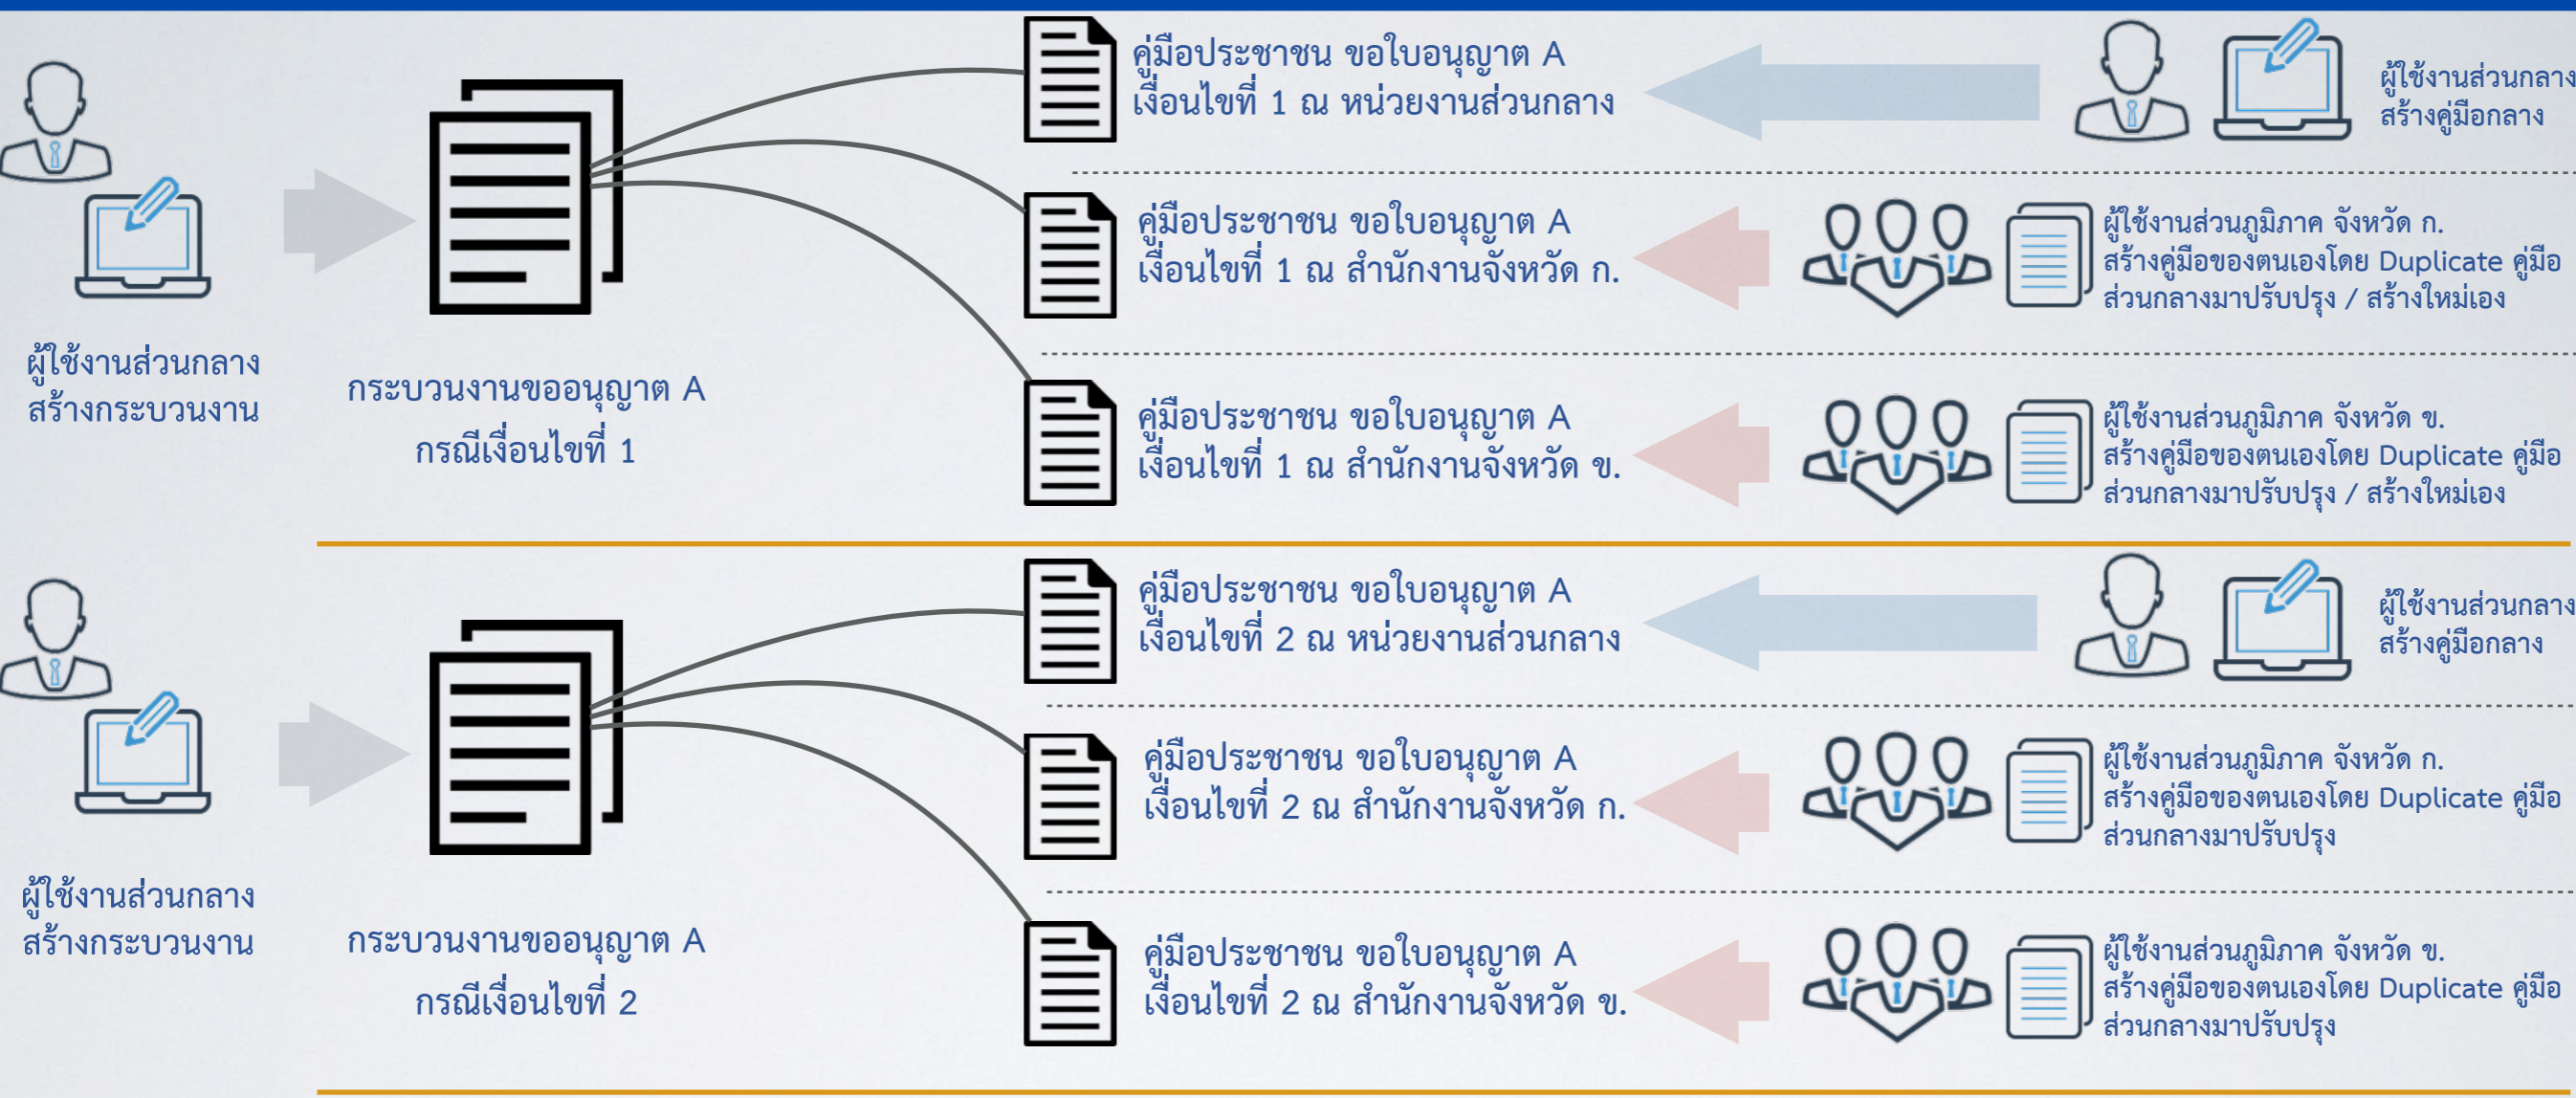 ผู้ใช้งานส่วนกลาง
สร้างกระบวนงาน
กระบวนงานขออนุญาต A
กรณีเงื่อนไขที่ 1
คู่มือประชาชน ขอใบอนุญาต A
เงื่อนไขที่ 1 ณ หน่วยงานส่วนกลาง
ผู้ใช้งานส่วนกลาง
สร้างคู่มือกลาง
คู่มือประชาชน ขอใบอนุญาต A
เงื่อนไขที่ 1 ณ สำนักงานจังหวัด ก.
ผู้ใช้งานส่วนภูมิภาค จังหวัด ก.
สร้างคู่มือของตนเองโดย Duplicate คู่มือ
ส่วนกลางมาปรับปรุง / สร้างใหม่เอง
คู่มือประชาชน ขอใบอนุญาต A
เงื่อนไขที่ 1 ณ สำนักงานจังหวัด ข.
ผู้ใช้งานส่วนภูมิภาค จังหวัด ข.
สร้างคู่มือของตนเองโดย Duplicate คู่มือ
ส่วนกลางมาปรับปรุง / สร้างใหม่เอง
ผู้ใช้งานส่วนกลาง
สร้างกระบวนงาน
กระบวนงานขออนุญาต A
กรณีเงื่อนไขที่ 2
คู่มือประชาชน ขอใบอนุญาต A
เงื่อนไขที่ 2 ณ หน่วยงานส่วนกลาง
ผู้ใช้งานส่วนกลาง
สร้างคู่มือกลาง
คู่มือประชาชน ขอใบอนุญาต A
เงื่อนไขที่ 2 ณ สำนักงานจังหวัด ก.
ผู้ใช้งานส่วนภูมิภาค จังหวัด ก.
สร้างคู่มือของตนเองโดย Duplicate คู่มือ
ส่วนกลางมาปรับปรุง
คู่มือประชาชน ขอใบอนุญาต A
เงื่อนไขที่ 2 ณ สำนักงานจังหวัด ข.
ผู้ใช้งานส่วนภูมิภาค จังหวัด ข.
สร้างคู่มือของตนเองโดย Duplicate คู่มือ
ส่วนกลางมาปรับปรุง